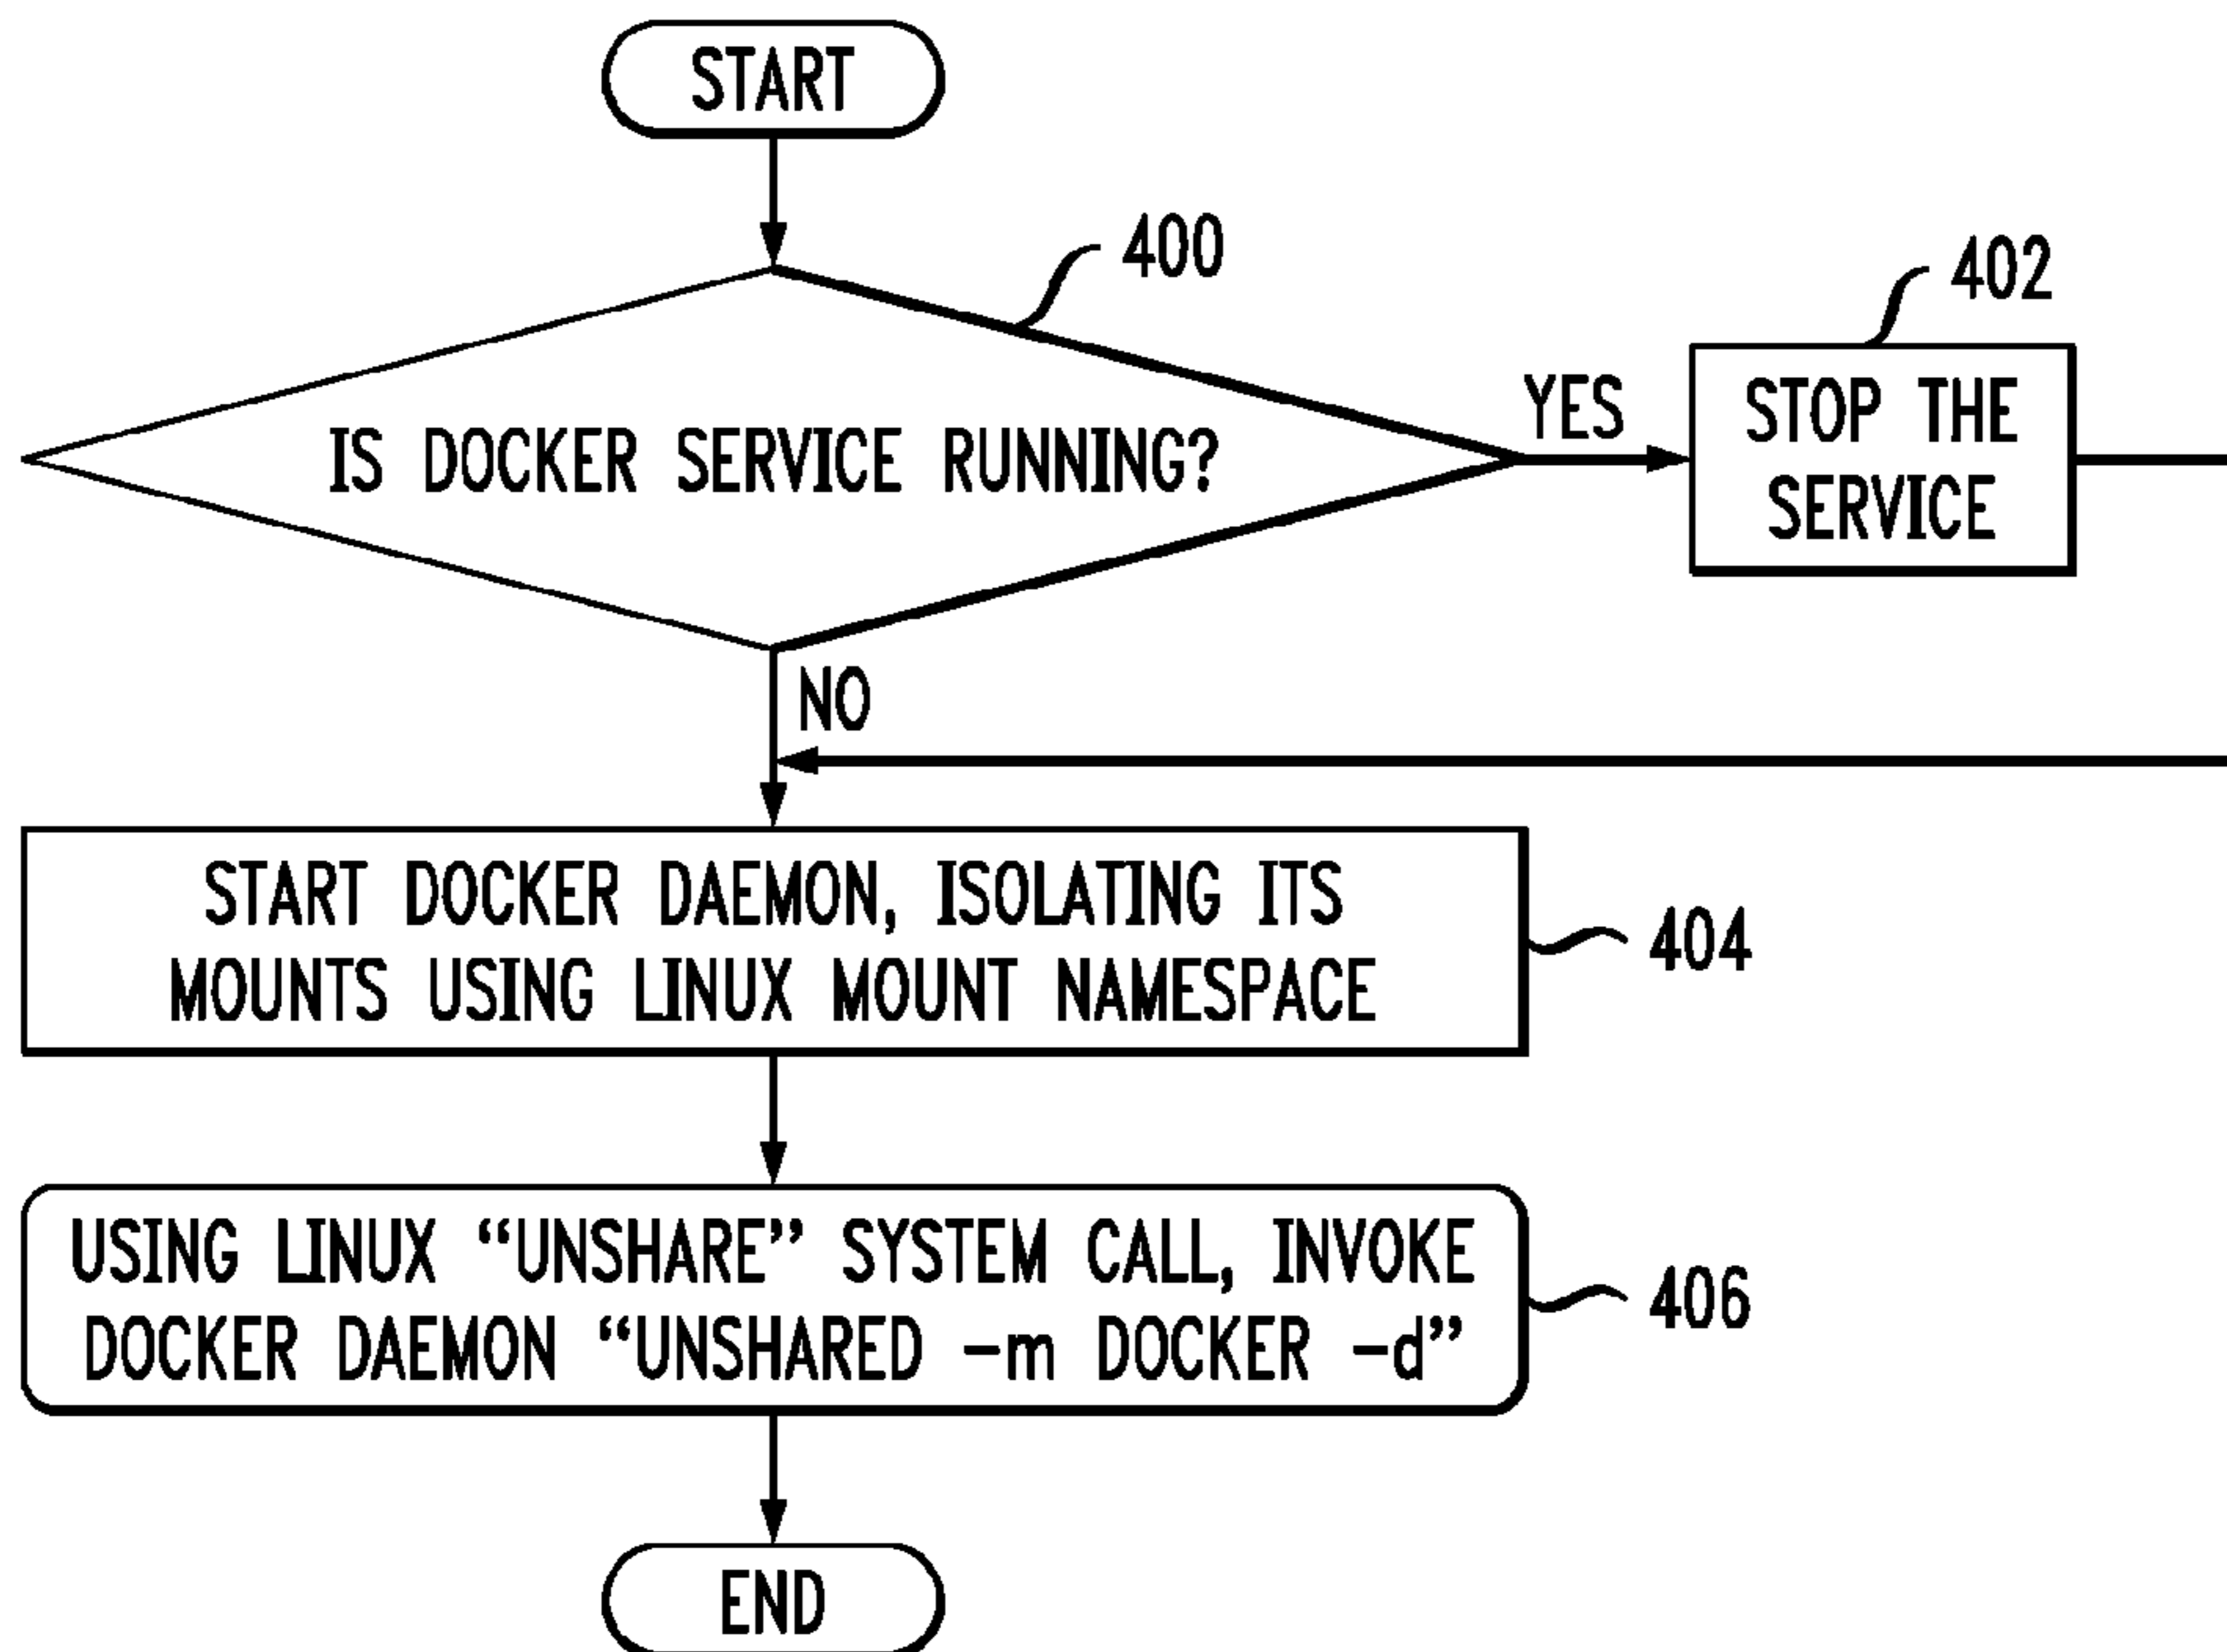 START
400
IS DOCKER SERVICE RUNNING?
YES
402
STOP THE
SERVICE
NO
START DOCKER DAEMON, ISOLATING ITS
MOUNTS USING LINUX MOUNT NAMESPACE
404
USING LINUX “UNSHARE” SYSTEM CALL, INVOKE
DOCKER DAEMON “UNSHARED -m DOCKER -d”
406
END